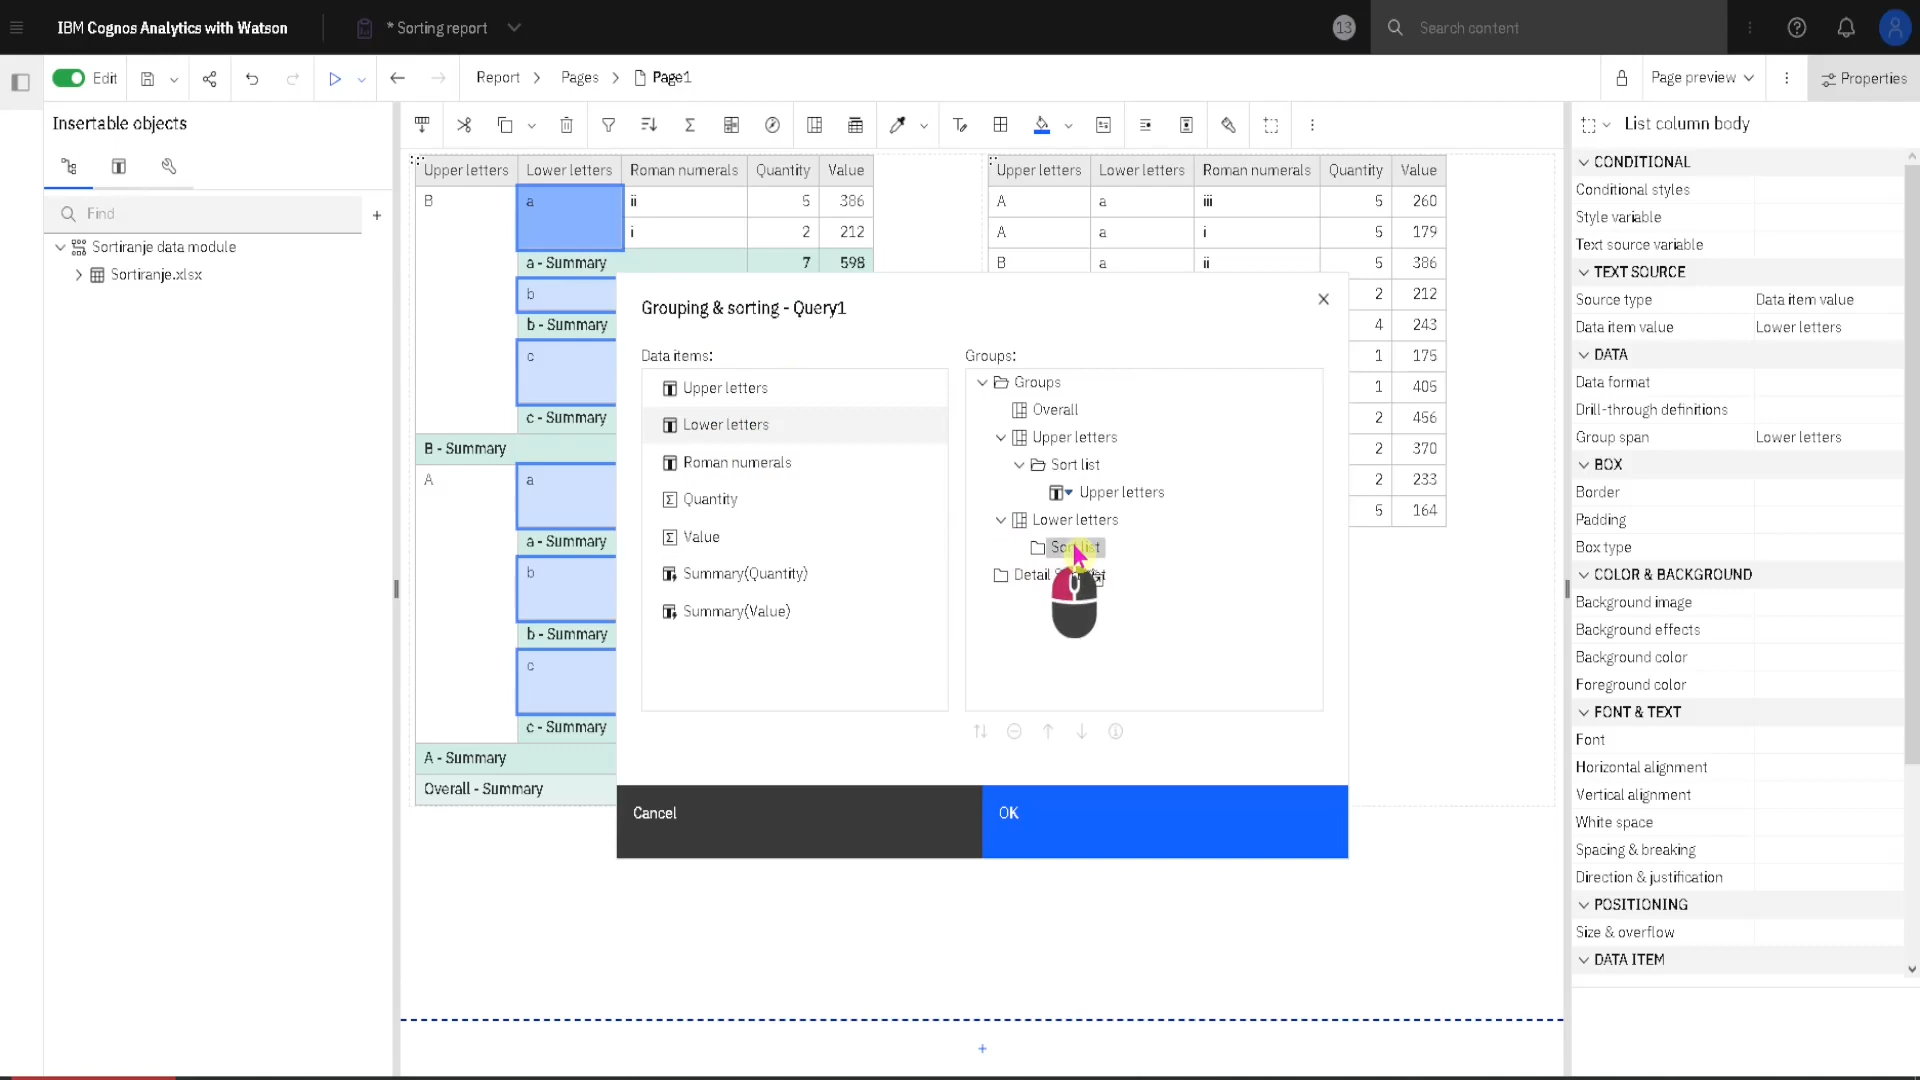 IBM Cognos Analytics with Watson
* Sorting report
13
Search content
Edit
Report
Pages
Page1
Page preview
Properties
Insertable objects
Find
Sortiranje data module
Sortiranje.xlsx
Upper letters Lower letters Roman numerals Quantity Value
B a ii 5 386
i 2 212
a - Summary 7 598
b
b - Summary
c
c - Summary
B - Summary
A a
a - Summary
b
b - Summary
c
c - Summary
A - Summary
Overall - Summary
Upper letters Lower letters Roman numerals Quantity Value
A a iii 5 260
A a i 5 179
B a ii 5 386
2 212
4 243
1 175
1 405
2 456
2 370
2 233
5 164
Grouping & sorting - Query1
Data items:
Upper letters
Lower letters
Roman numerals
Quantity
Value
Summary(Quantity)
Summary(Value)
Groups:
Groups
Overall
Upper letters
Sort list
Upper letters
Lower letters
Sort list
Detail
Cancel
OK
List column body
CONDITIONAL
Conditional styles
Style variable
Text source variable
TEXT SOURCE
Source type Data item value
Data item value Lower letters
DATA
Data format
Drill-through definitions
Group span Lower letters
BOX
Border
Padding
Box type
COLOR & BACKGROUND
Background image
Background effects
Background color
Foreground color
FONT & TEXT
Font
Horizontal alignment
Vertical alignment
White space
Spacing & breaking
Direction & justification
POSITIONING
Size & overflow
DATA ITEM